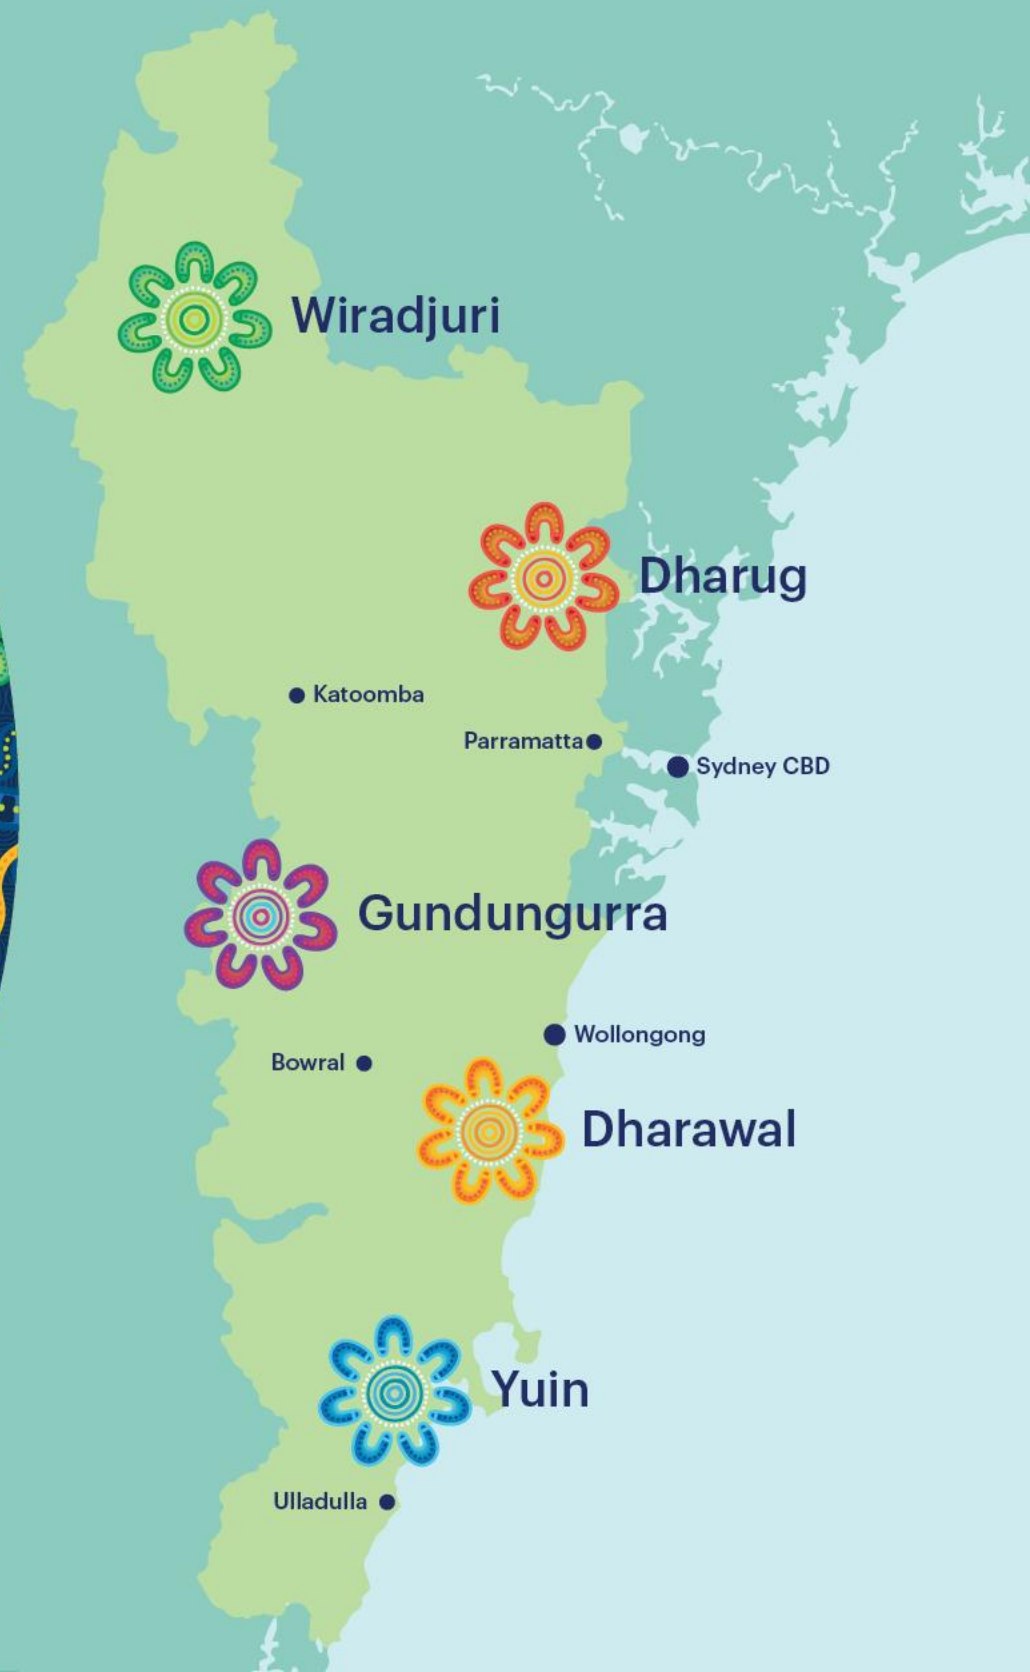 Wiradjuri
Dharug
Katoomba
Parramatta
Sydney CBD
Gundungurra
Wollongong
Bowral
Dharawal
Yuin
Ulladulla